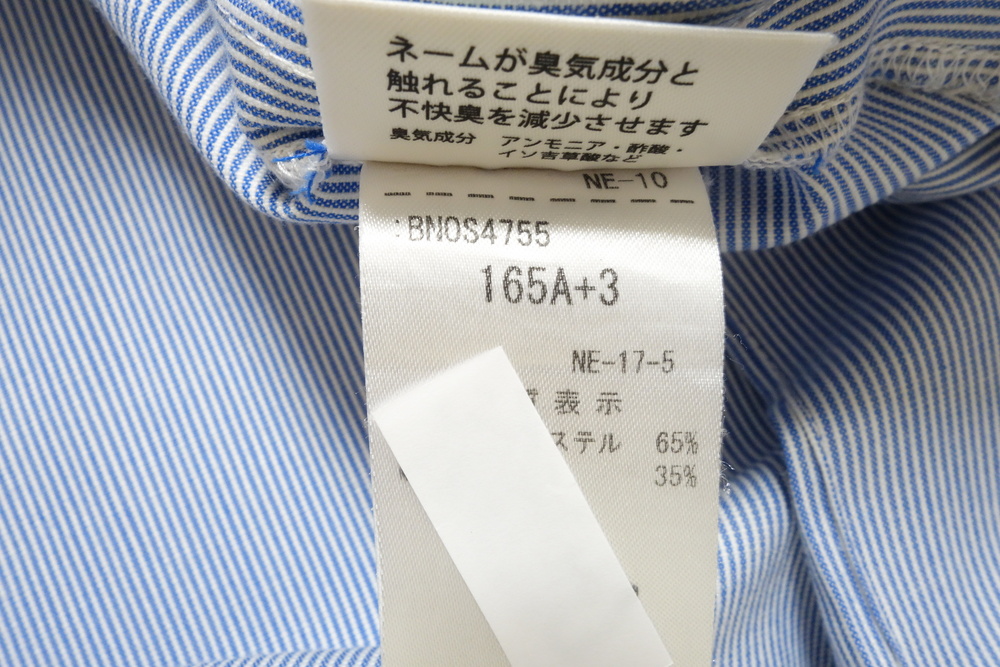 ネームが臭気成分と
触れることにより
不快臭を減少させます
臭気成分 アンモニア・酢酸・
イソ吉草酸など
NE-10
:BNOS4755
165A+3
NE-17-5
表示
ステル 65%
35%